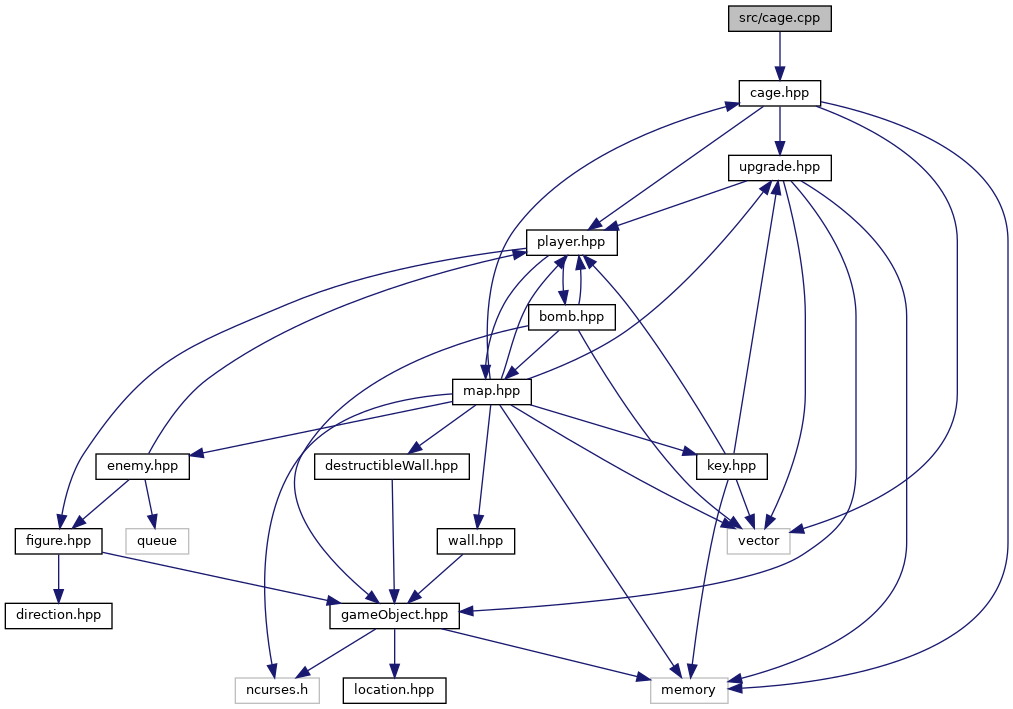 src/cage.cpp
cage.hpp
upgrade.hpp
player.hpp
bomb.hpp
map.hpp
enemy.hpp
destructibleWall.hpp
key.hpp
figure.hpp
queue
wall.hpp
vector
direction.hpp
gameObject.hpp
ncurses.h
location.hpp
memory